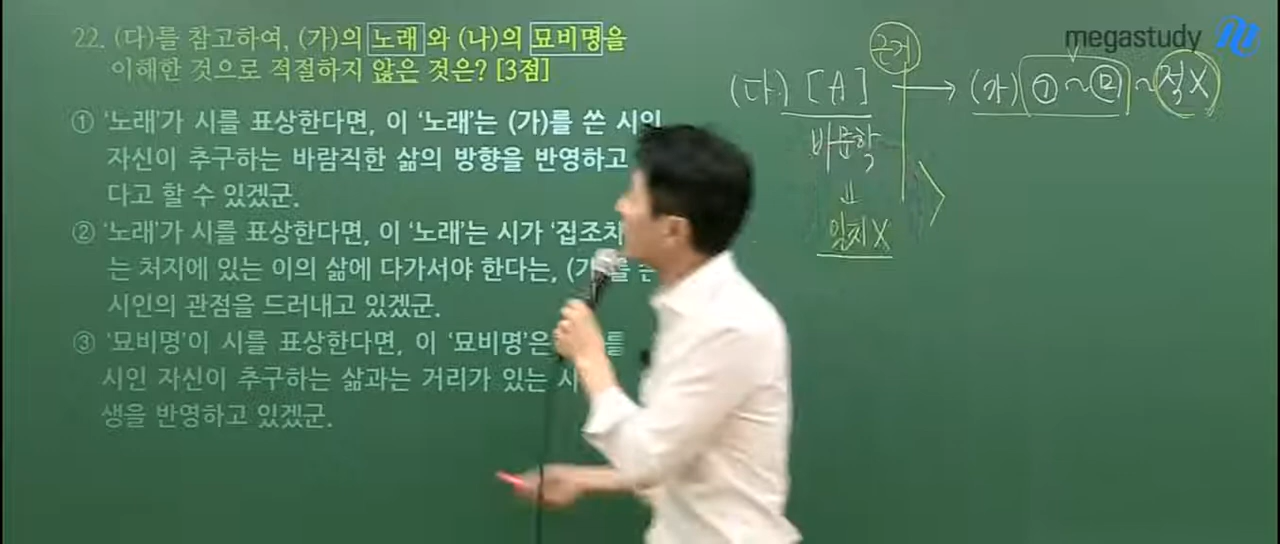 22. (다)를 참고하여, (가)의 노래 와 (나)의 묘비명을
이해한 것으로 적절하지 않은 것은? [3점]
① ‘노래’가 시를 표상한다면, 이 ‘노래’는 (가)를 쓴 시인
자신이 추구하는 바람직한 삶의 방향을 반영하고
다고 할 수 있겠군.
② ‘노래’가 시를 표상한다면, 이 ‘노래’는 시가 ‘집조차
는 처지에 있는 이의 삶에 다가서야 한다는,
시인의 관점을 드러내고 있겠군.
③ ‘묘비명’이 시를 표상한다면, 이 ‘묘비명’은
시인 자신이 추구하는 삶과는 거리가 있는
생을 반영하고 있겠군.
megastudy
근거
(다) [A] → (가) ㉠~㉤ ~ 적X
비문학
일치X